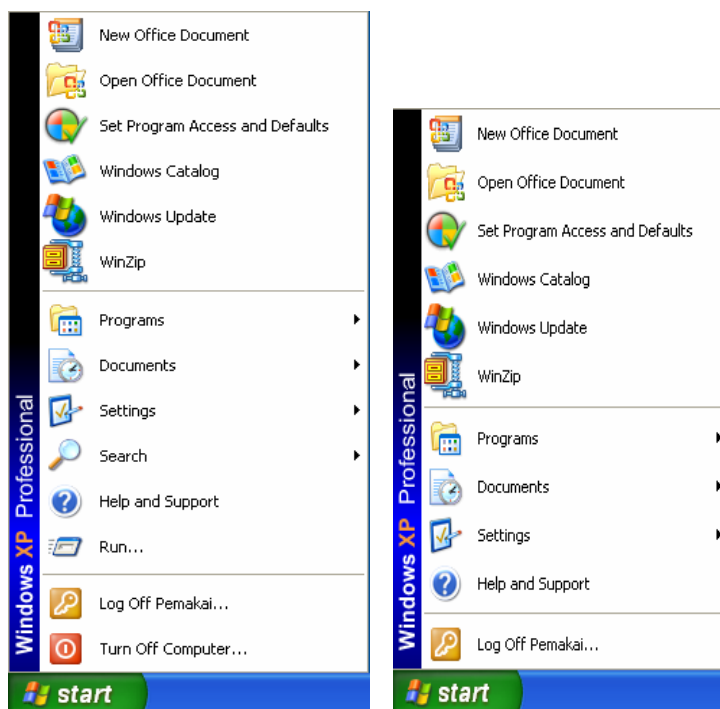 New Office Document
Open Office Document
Set Program Access and Defaults
Windows Catalog
Windows Update
WinZip
Programs
Documents
Settings
Search
Help and Support
Run...
Log Off Pemakai...
Turn Off Computer...
Windows XP Professional
start
New Office Document
Open Office Document
Set Program Access and Defaults
Windows Catalog
Windows Update
WinZip
Programs
Documents
Settings
Help and Support
Log Off Pemakai...
Windows XP Professional
start